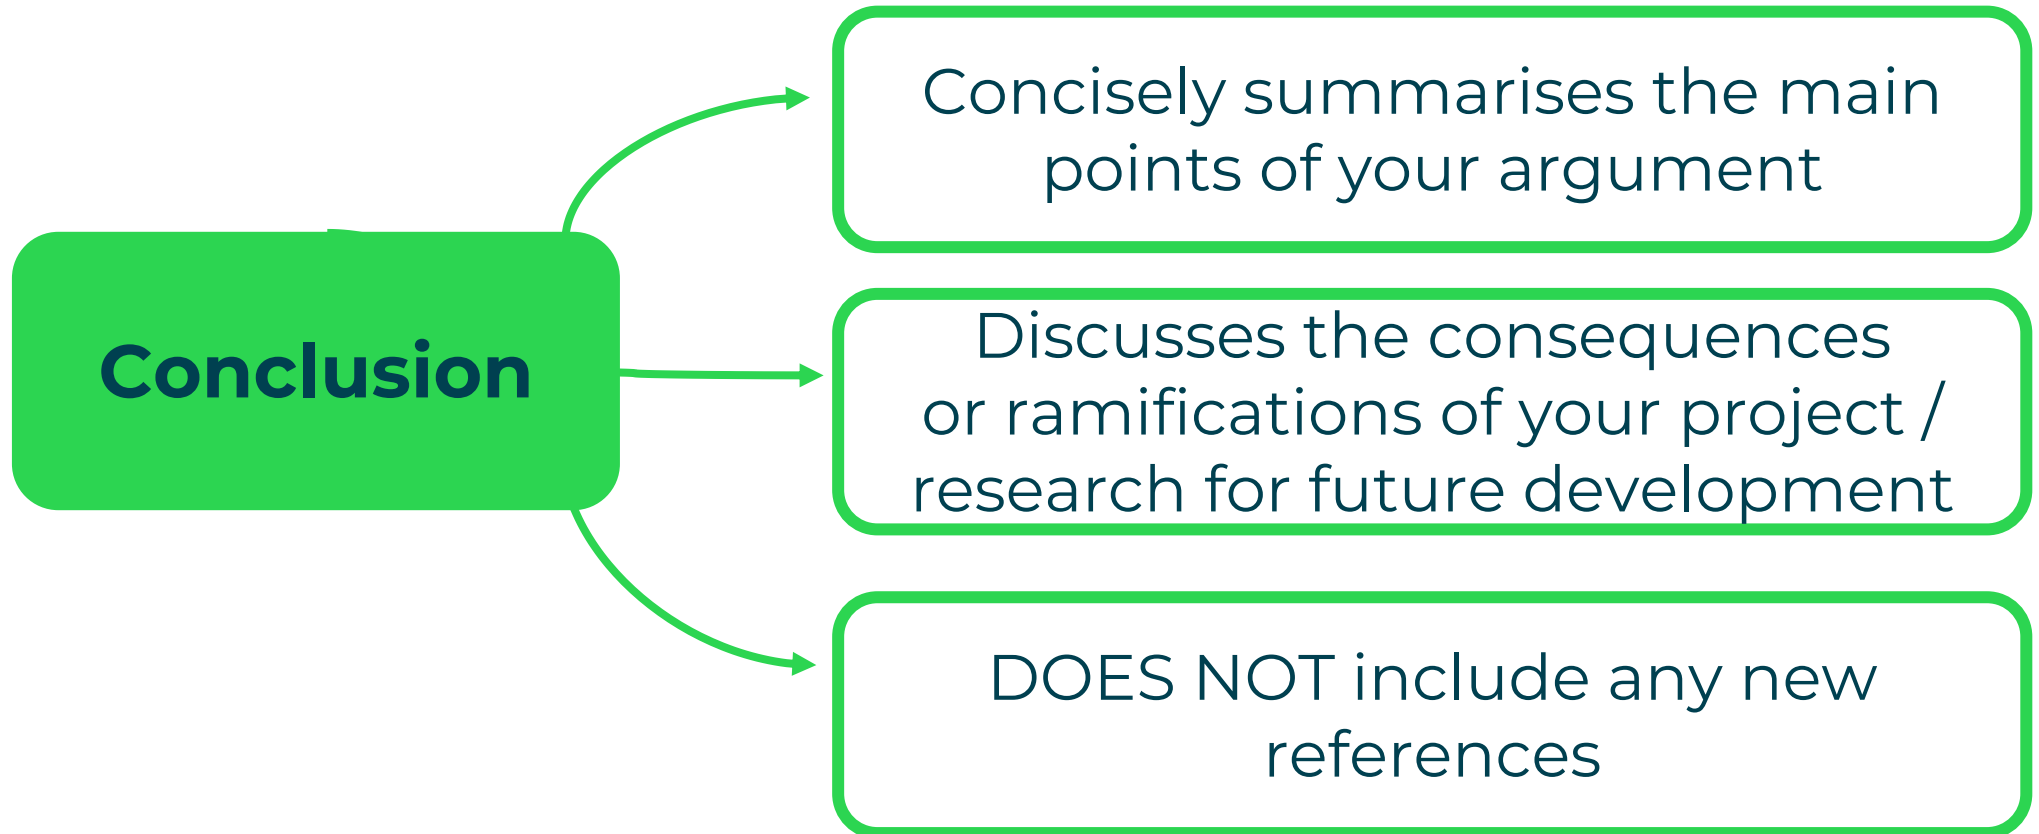 Conclusion
Concisely summarises the main
points of your argument
Discusses the consequences
or ramifications of your project /
research for future development
DOES NOT include any new
references